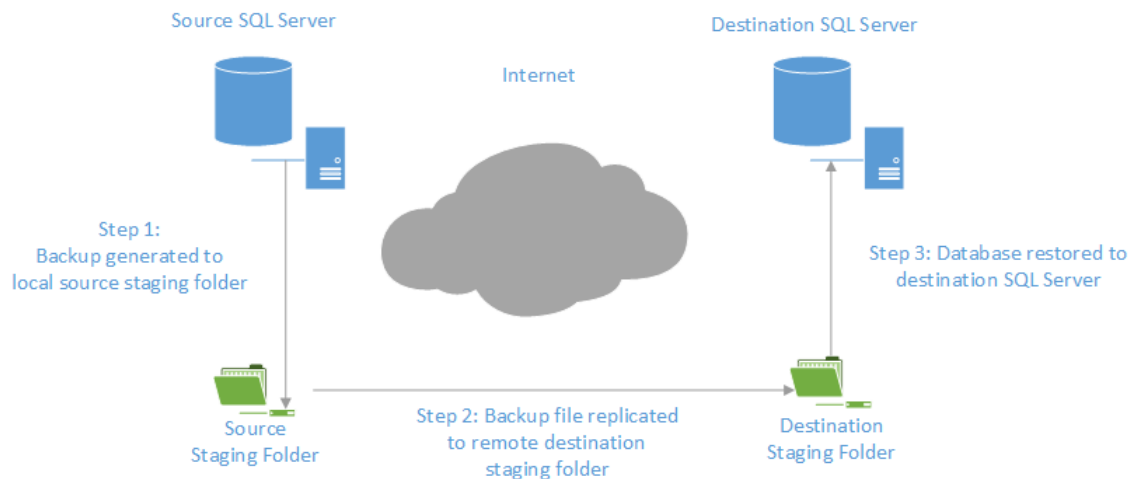 Source SQL Server
Destination SQL Server
Internet
Step 1:
Backup generated to
local source staging folder
Step 3: Database restored to
destination SQL Server
Step 2: Backup file replicated
to remote destination
staging folder
Source
Staging Folder
Destination
Staging Folder